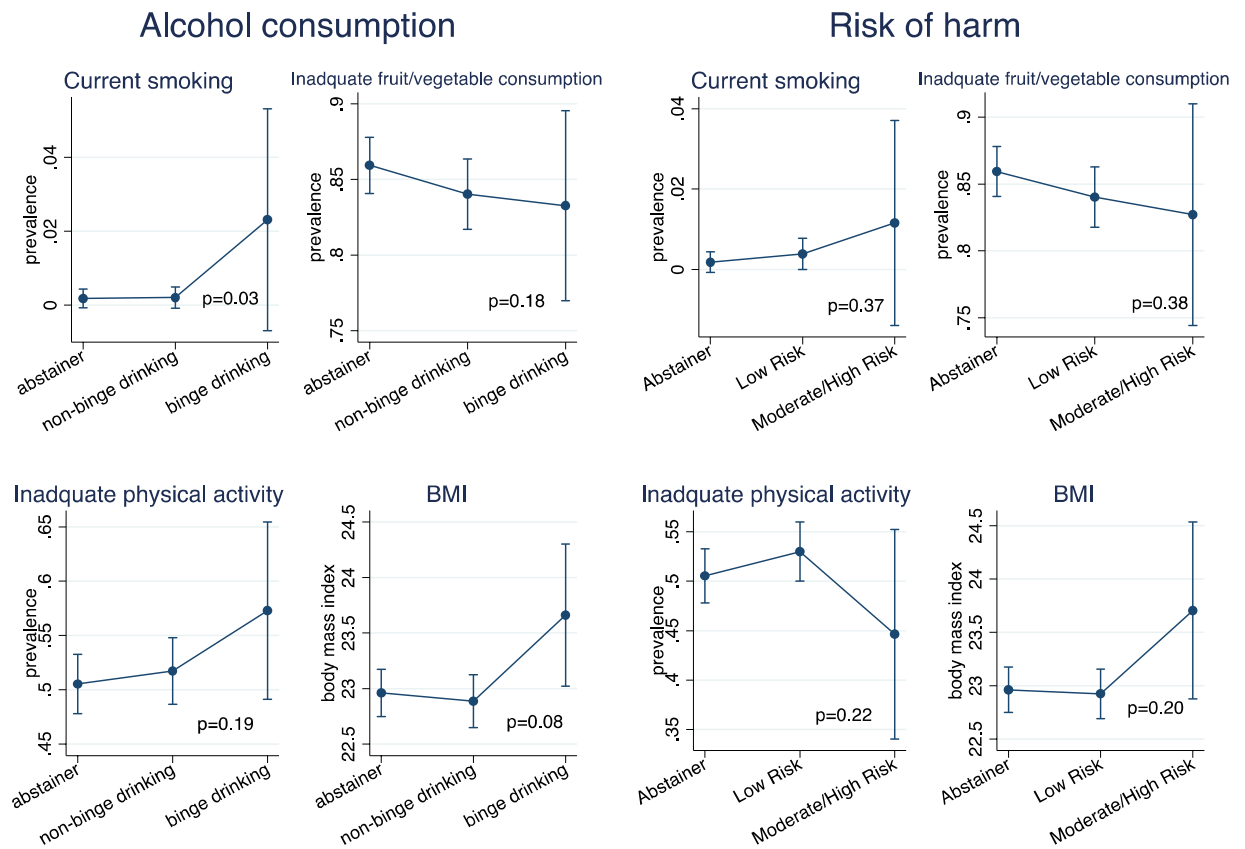 Alcohol consumption
Risk of harm
Current smoking
Inadquate fruit/vegetable consumption
Current smoking
Inadquate fruit/vegetable consumption
prevalence
.04
.02
0
p=0.03
abstainer
non-binge drinking
binge drinking
prevalence
.9
.85
.8
.75
p=0.18
abstainer
non-binge drinking
binge drinking
prevalence
.04
.02
0
p=0.37
Abstainer
Low Risk
Moderate/High Risk
prevalence
.9
.85
.8
.75
p=0.38
Abstainer
Low Risk
Moderate/High Risk
Inadquate physical activity
BMI
Inadquate physical activity
BMI
prevalence
.65
.6
.55
.5
.45
p=0.19
abstainer
non-binge drinking
binge drinking
body mass index
24.5
24
23.5
23
22.5
p=0.08
abstainer
non-binge drinking
binge drinking
prevalence
.55
.5
.45
.4
.35
p=0.22
Abstainer
Low Risk
Moderate/High Risk
body mass index
24.5
24
23.5
23
22.5
p=0.20
Abstainer
Low Risk
Moderate/High Risk